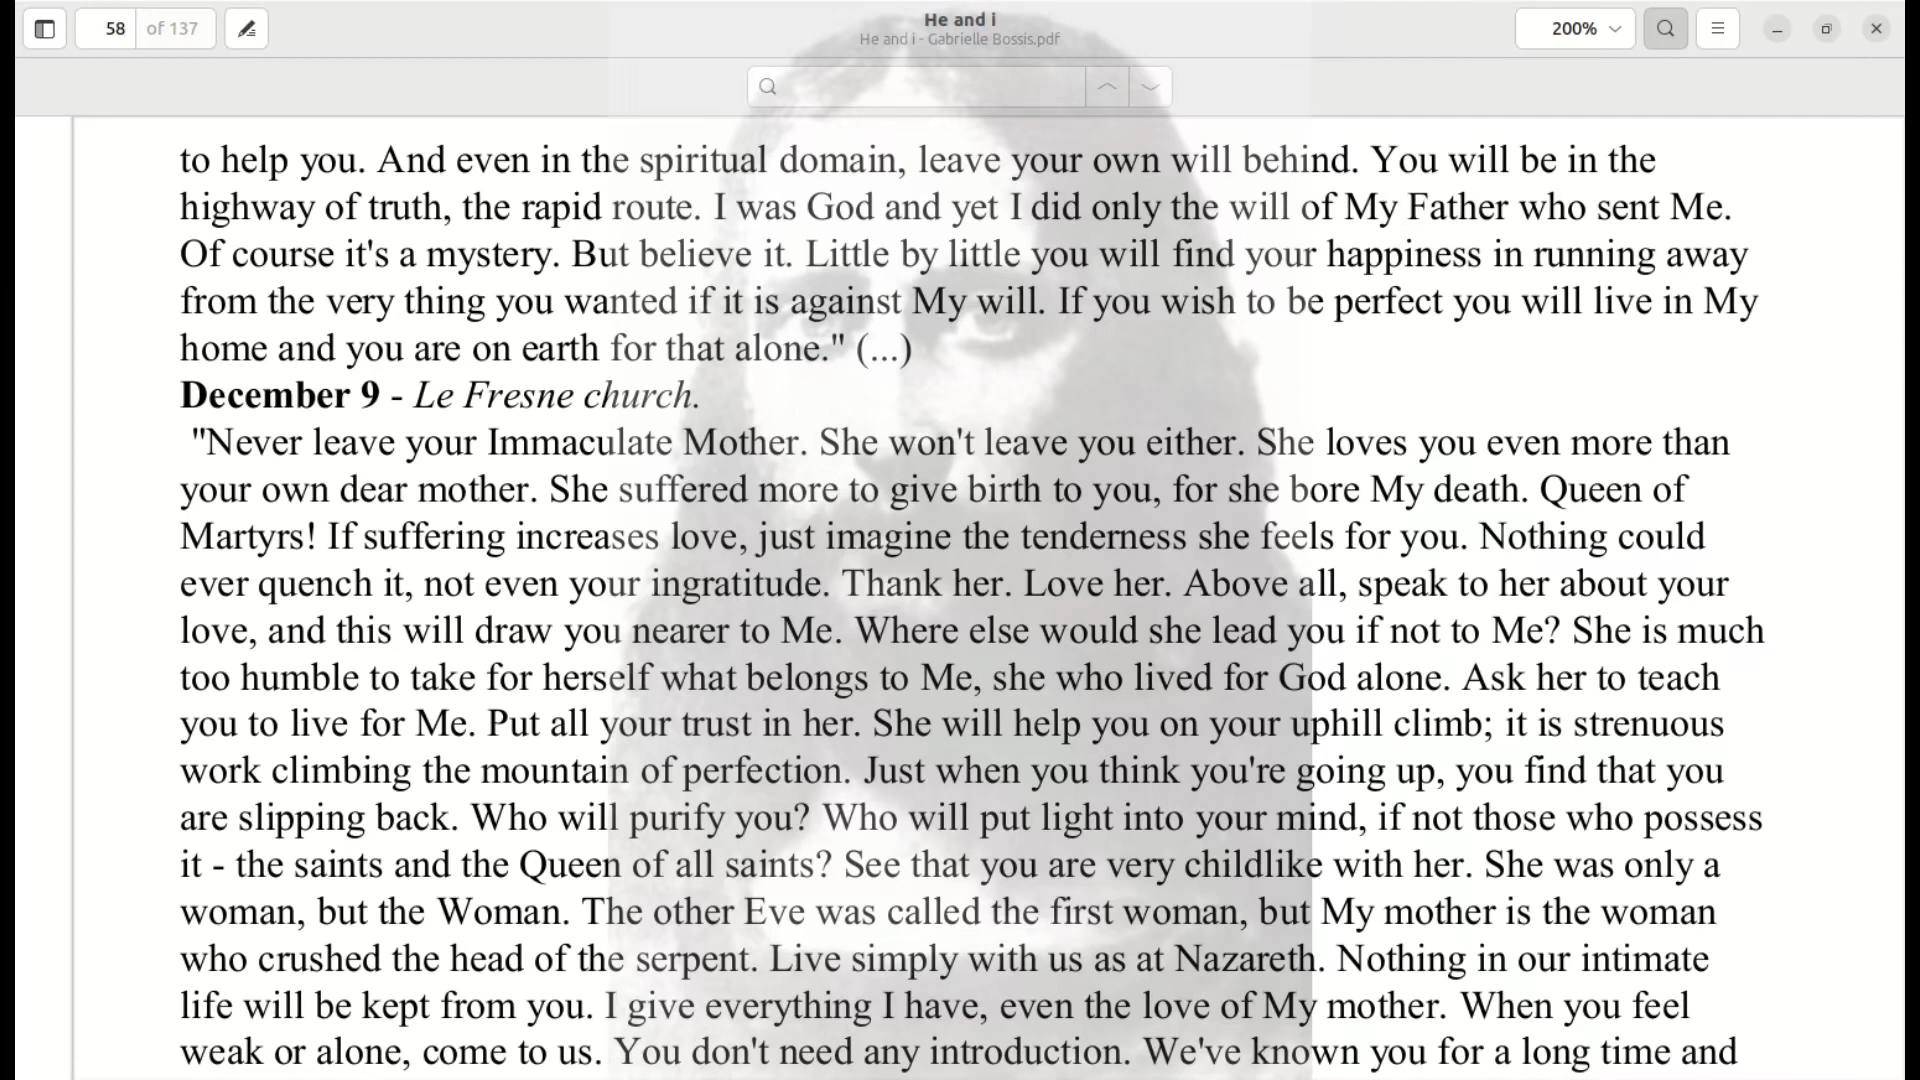 58 of 137
He and i
He and i - Gabrielle Bossis.pdf
200%
to help you. And even in the spiritual domain, leave your own will behind. You will be in the
highway of truth, the rapid route. I was God and yet I did only the will of My Father who sent Me.
Of course it's a mystery. But believe it. Little by little you will find your happiness in running away
from the very thing you wanted if it is against My will. If you wish to be perfect you will live in My
home and you are on earth for that alone." (...)
December 9 - Le Fresne church.
"Never leave your Immaculate Mother. She won't leave you either. She loves you even more than
your own dear mother. She suffered more to give birth to you, for she bore My death. Queen of
Martyrs! If suffering increases love, just imagine the tenderness she feels for you. Nothing could
ever quench it, not even your ingratitude. Thank her. Love her. Above all, speak to her about your
love, and this will draw you nearer to Me. Where else would she lead you if not to Me? She is much
too humble to take for herself what belongs to Me, she who lived for God alone. Ask her to teach
you to live for Me. Put all your trust in her. She will help you on your uphill climb; it is strenuous
work climbing the mountain of perfection. Just when you think you're going up, you find that you
are slipping back. Who will purify you? Who will put light into your mind, if not those who possess
it - the saints and the Queen of all saints? See that you are very childlike with her. She was only a
woman, but the Woman. The other Eve was called the first woman, but My mother is the woman
who crushed the head of the serpent. Live simply with us as at Nazareth. Nothing in our intimate
life will be kept from you. I give everything I have, even the love of My mother. When you feel
weak or alone, come to us. You don't need any introduction. We've known you for a long time and